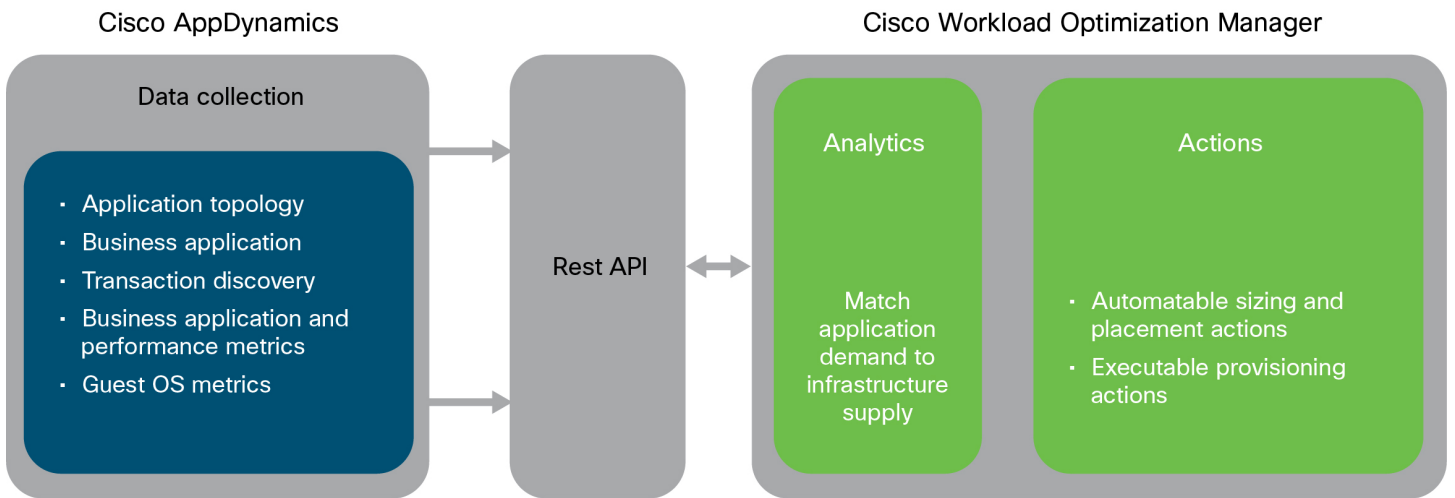 Cisco AppDynamics
Cisco Workload Optimization Manager
Data collection
· Application topology
· Business application
· Transaction discovery
· Business application and
performance metrics
· Guest OS metrics
Rest API
Analytics
Match
application
demand to
infrastructure
supply
Actions
· Automatable sizing and
placement actions
· Executable provisioning
actions